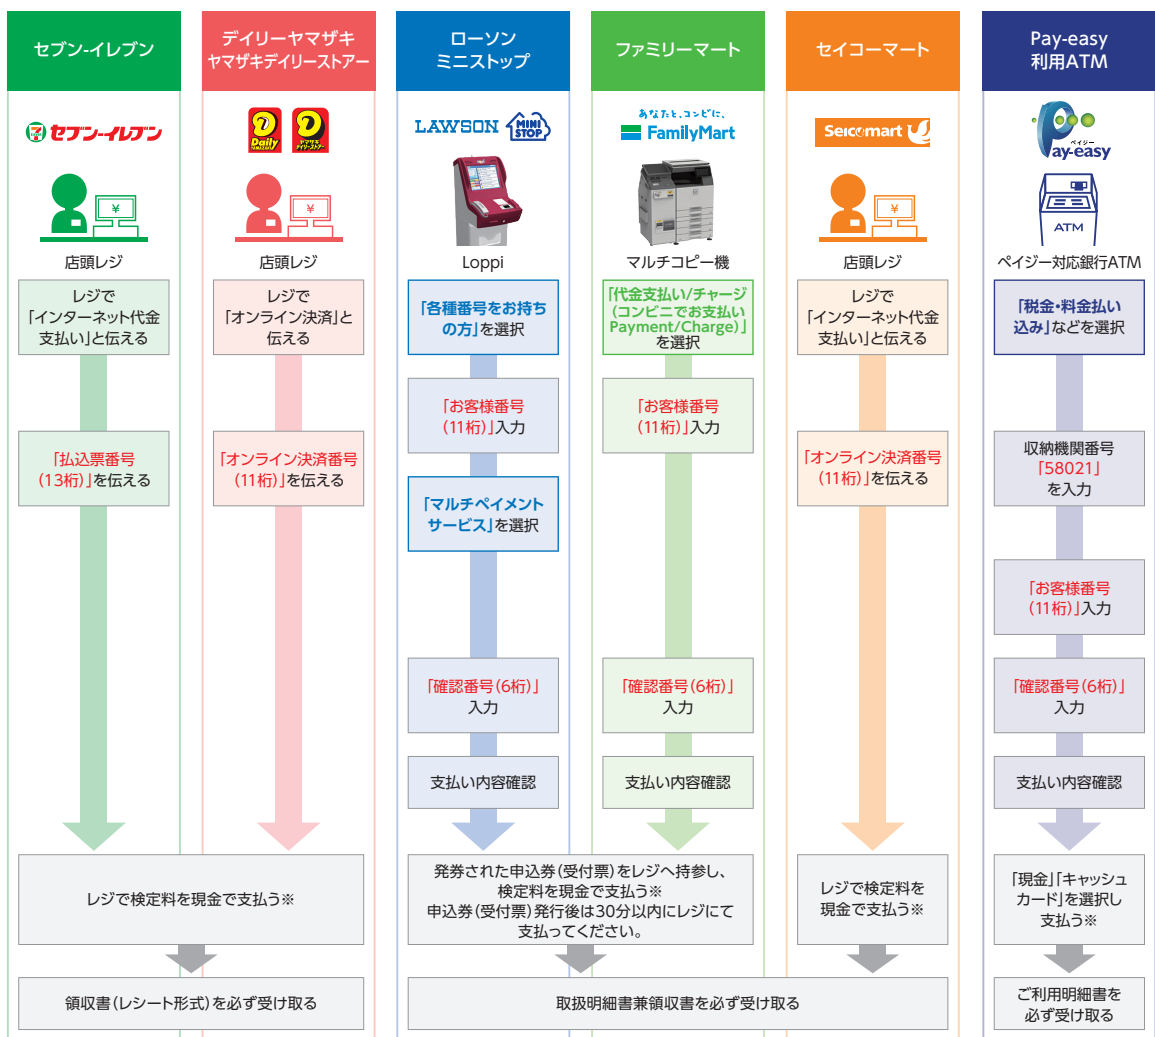 セブン-イレブン
デイリーヤマザキ
ヤマザキデイリーストアー
ローソン
ミニストップ
ファミリーマート
セイコーマート
Pay-easy
利用ATM
セブン-イレブン
Daily
YAMAZAKI
ヤマザキ
デイリーストアー
LAWSON
MINI
STOP
あなたと、コンビに、
FamilyMart
Seicomart
ペイジー
Pay-easy
¥
¥
¥
ATM
店頭レジ
店頭レジ
Loppi
マルチコピー機
店頭レジ
ペイジー対応銀行ATM
レジで
「インターネット代金
支払い」と伝える
レジで
「オンライン決済」と
伝える
「各種番号をお持ち
の方」を選択
「代金支払い/チャージ
(コンビニでお支払い
Payment/Charge)」
を選択
レジで
「インターネット代金
支払い」と伝える
「税金・料金払い
込み」などを選択
「お客様番号
(11桁)」入力
「お客様番号
(11桁)」入力
「払込票番号
(13桁)」を伝える
「オンライン決済番号
(11桁)」を伝える
「オンライン決済番号
(11桁)」を伝える
収納機関番号
「58021」
を入力
「マルチペイメント
サービス」を選択
「お客様番号
(11桁)」入力
「確認番号(6桁)」
入力
「確認番号(6桁)」
入力
「確認番号(6桁)」
入力
支払い内容確認
支払い内容確認
支払い内容確認
レジで検定料を現金で支払う※
発券された申込券(受付票)をレジへ持参し、
検定料を現金で支払う※
申込券(受付票)発行後は30分以内にレジにて
支払ってください。
レジで検定料を
現金で支払う※
「現金」「キャッシュ
カード」を選択し
支払う※
領収書(レシート形式)を必ず受け取る
取扱明細書兼領収書を必ず受け取る
ご利用明細書を
必ず受け取る